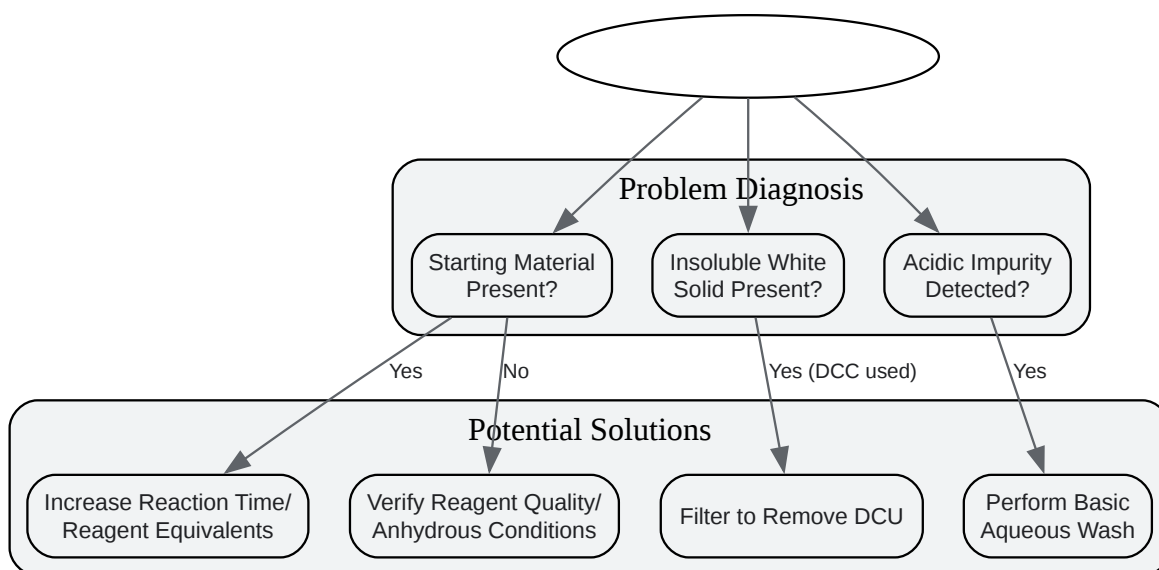 Problem Diagnosis
Starting Material
Present?
Insoluble White
Solid Present?
Acidic Impurity
Detected?
Yes
No
Yes (DCC used)
Yes
Potential Solutions
Increase Reaction Time/
Reagent Equivalents
Verify Reagent Quality/
Anhydrous Conditions
Filter to Remove DCU
Perform Basic
Aqueous Wash